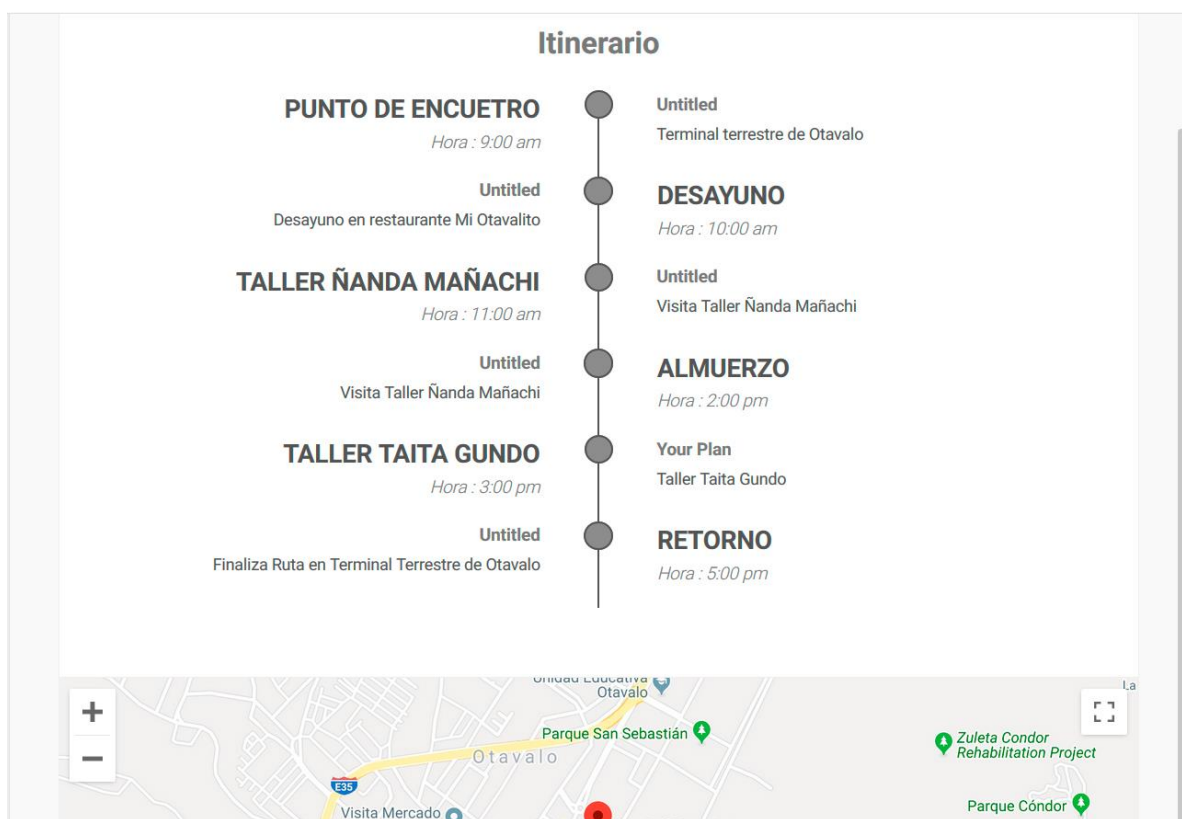 Itinerario
PUNTO DE ENCUETRO
Hora : 9:00 am
Untitled
Terminal terrestre de Otavalo
Untitled
Desayuno en restaurante Mi Otavalito
DESAYUNO
Hora : 10:00 am
TALLER ÑANDA MAÑACHI
Hora : 11:00 am
Untitled
Visita Taller Ñanda Mañachi
Untitled
Visita Taller Ñanda Mañachi
ALMUERZO
Hora : 2:00 pm
TALLER TAITA GUNDO
Hora : 3:00 pm
Your Plan
Taller Taita Gundo
Untitled
Finaliza Ruta en Terminal Terrestre de Otavalo
RETORNO
Hora : 5:00 pm
Unidad Educativa
Otavalo
La
Parque San Sebastián
Zuleta Condor
Rehabilitation Project
Otavalo
E35
Visita Mercado
Parque Cóndor